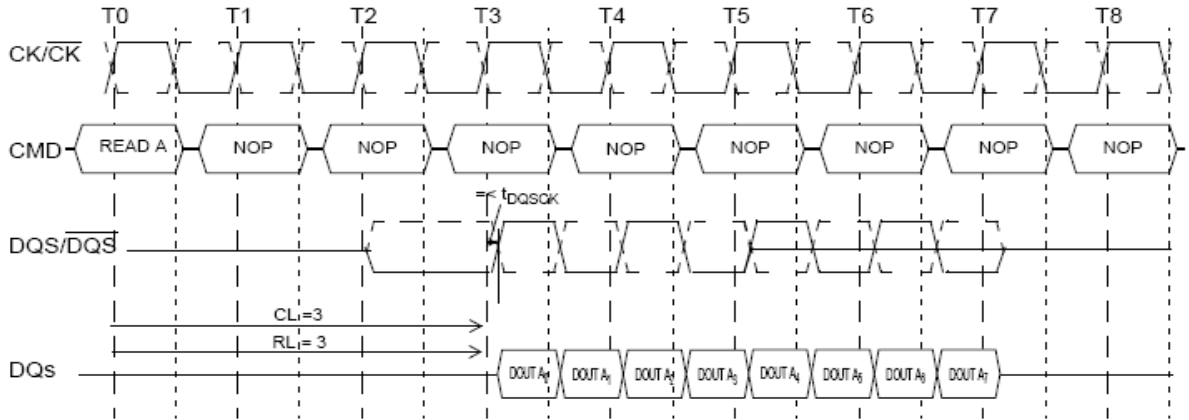 T0 T1 T2 T3 T4 T5 T6 T7 T8
CK/CK
CMD READ A NOP NOP NOP NOP NOP NOP NOP NOP
=< tDQSCK
DQS/DQS
CL =3
RL = 3
DQs DOUT A0 DOUT A1 DOUT A2 DOUT A3 DOUT A4 DOUT A5 DOUT A6 DOUT A7